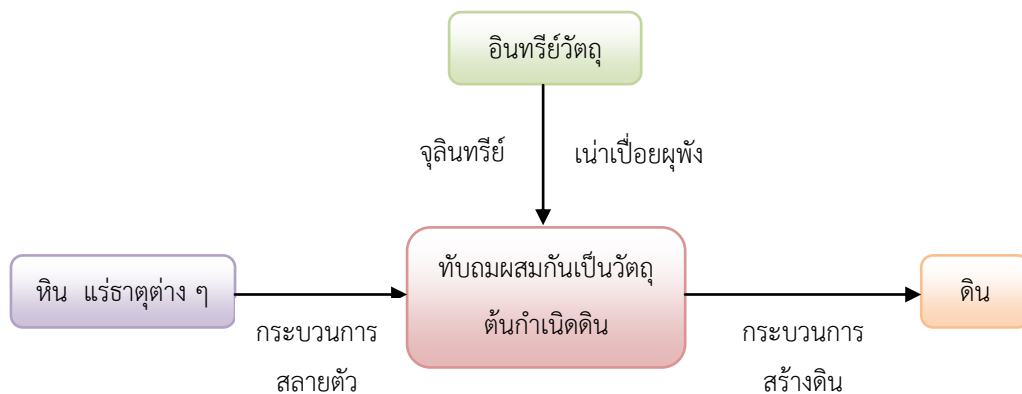 อินทรีย์วัตถุ
จุลินทรีย์
เน่าเปื่อยผุพัง
หิน แร่ธาตุต่าง ๆ
กระบวนการ
สลายตัว
ทับถมผสมกันเป็นวัตถุ
ต้นกำเนิดดิน
กระบวนการ
สร้างดิน
ดิน